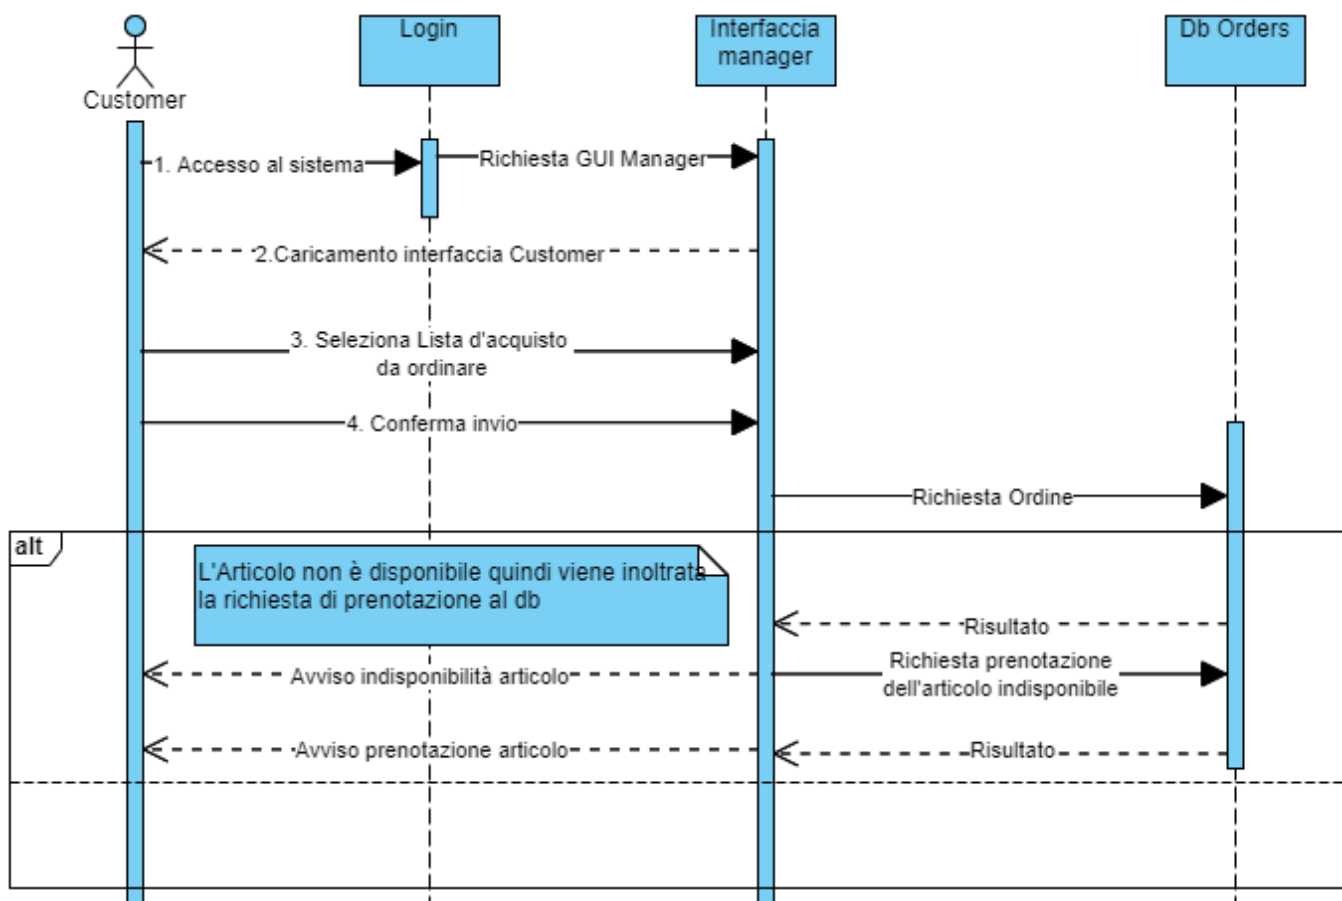 Customer
Login
Interfaccia
manager
Db Orders
1. Accesso al sistema
Richiesta GUI Manager
2.Caricamento interfaccia Customer
3. Seleziona Lista d'acquisto
da ordinare
4. Conferma invio
Richiesta Ordine
alt
L'Articolo non è disponibile quindi viene inoltrata
la richiesta di prenotazione al db
Risultato
Avviso indisponibilità articolo
Richiesta prenotazione
dell'articolo indisponibile
Avviso prenotazione articolo
Risultato